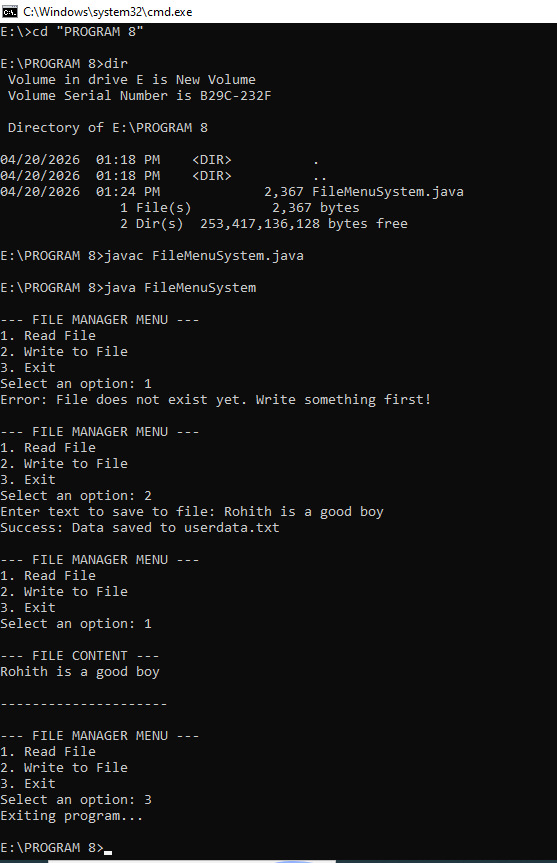 C:\Windows\system32\cmd.exe
E:\>cd "PROGRAM 8"
E:\PROGRAM 8>dir
 Volume in drive E is New Volume
 Volume Serial Number is B29C-232F
 Directory of E:\PROGRAM 8
04/20/2026  01:18 PM    <DIR>          .
04/20/2026  01:18 PM    <DIR>          ..
04/20/2026  01:24 PM             2,367 FileMenuSystem.java
               1 File(s)          2,367 bytes
               2 Dir(s)  253,417,136,128 bytes free
E:\PROGRAM 8>javac FileMenuSystem.java
E:\PROGRAM 8>java FileMenuSystem
--- FILE MANAGER MENU ---
1. Read File
2. Write to File
3. Exit
Select an option: 1
Error: File does not exist yet. Write something first!
--- FILE MANAGER MENU ---
1. Read File
2. Write to File
3. Exit
Select an option: 2
Enter text to save to file: Rohith is a good boy
Success: Data saved to userdata.txt
--- FILE MANAGER MENU ---
1. Read File
2. Write to File
3. Exit
Select an option: 1
--- FILE CONTENT ---
Rohith is a good boy
---------------------
--- FILE MANAGER MENU ---
1. Read File
2. Write to File
3. Exit
Select an option: 3
Exiting program...
E:\PROGRAM 8>